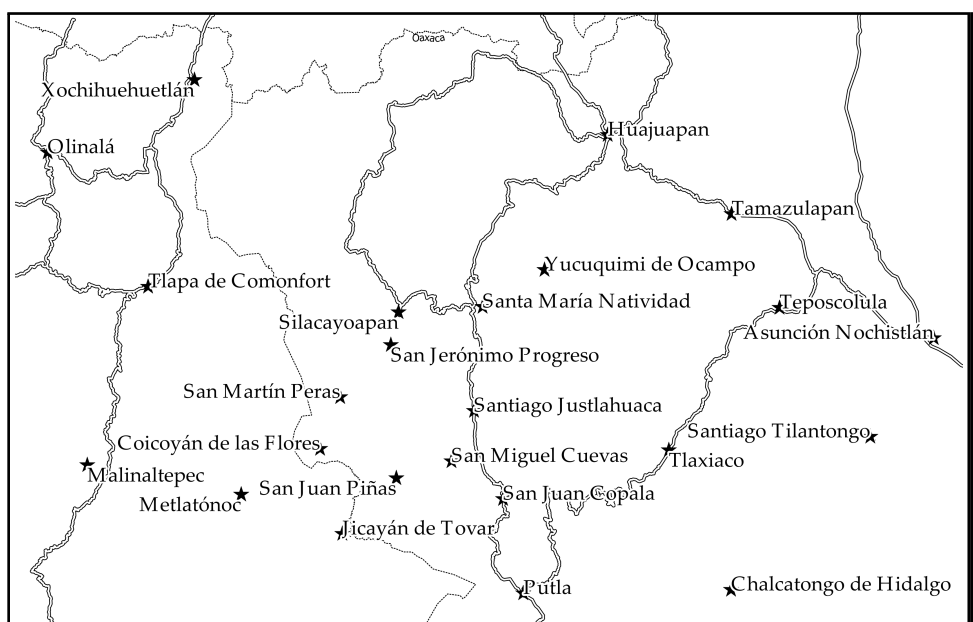 Oaxaca
Xochihuehuetlán
Huajuapan
Olinalá
Tamazulapan
Yucuquimi de Ocampo
Tlapa de Comonfort
Santa María Natividad
Teposcolula
Silacayoapan
Asunción Nochistlán
San Jerónimo Progreso
San Martín Peras
Santiago Justlahuaca
Santiago Tilantongo
Coicoyán de las Flores
San Miguel Cuevas
Tlaxiaco
Malinaltepec
San Juan Piñas
San Juan Copala
Metlatónoc
Jicayán de Tovar
Putla
Chalcatongo de Hidalgo